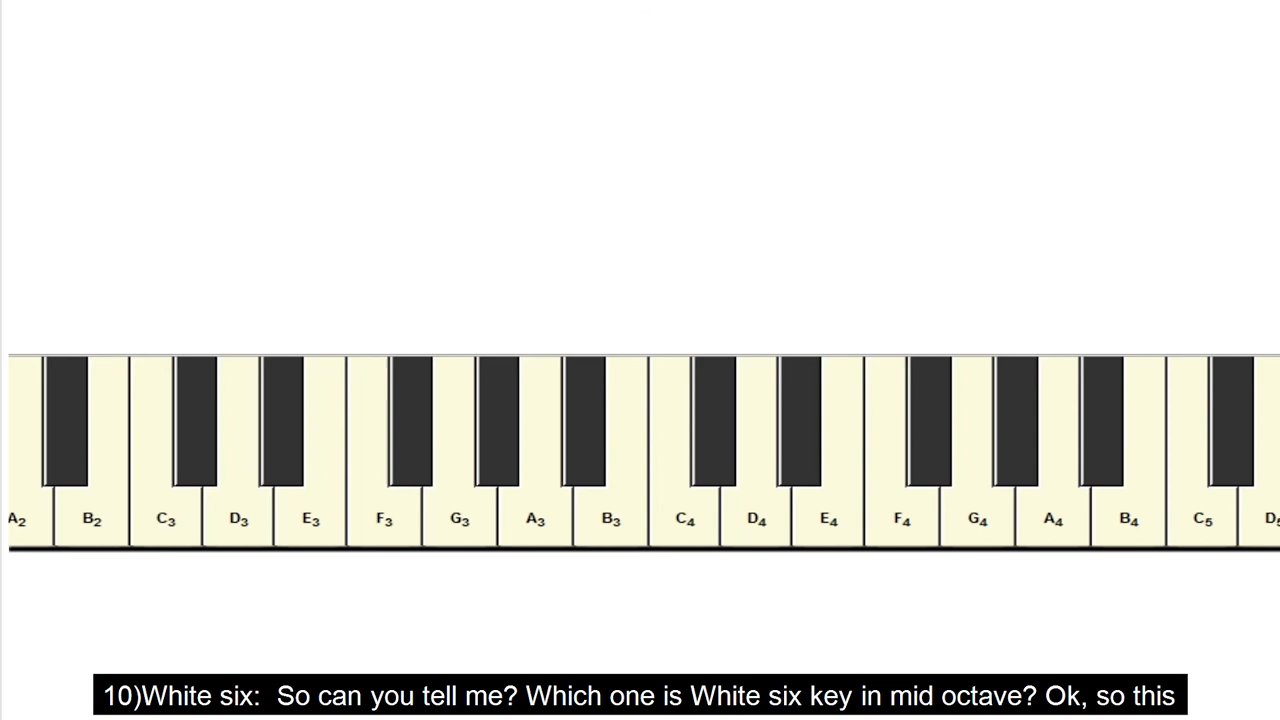 A2 B2 C3 D3 E3 F3 G3 A3 B3 C4 D4 E4 F4 G4 A4 B4 C5 D5
10)White six:  So can you tell me? Which one is White six key in mid octave? Ok, so this